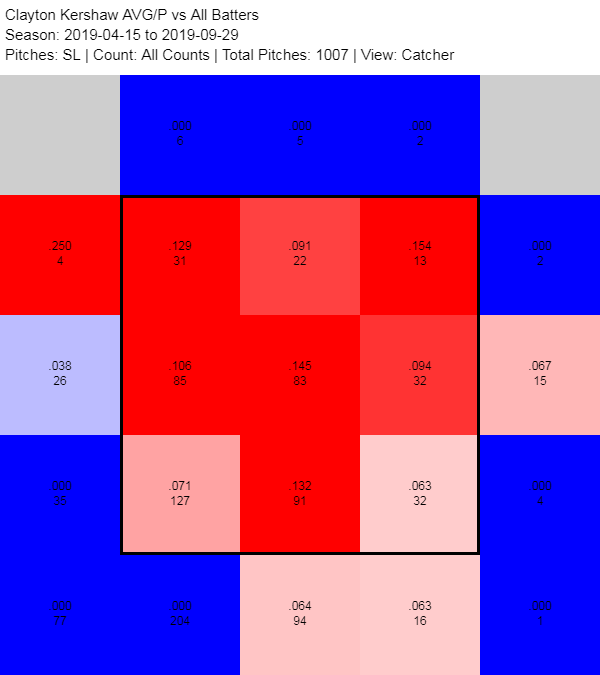 Clayton Kershaw AVG/P vs All Batters
Season: 2019-04-15 to 2019-09-29
Pitches: SL | Count: All Counts | Total Pitches: 1007 | View: Catcher
.000 .000 .000
6 5 2
.250 .129 .091 .154 .000
4 31 22 13 2
.038 .106 .145 .094 .067
26 85 83 32 15
.000 .071 .132 .063 .000
35 127 91 32 4
.000 .000 .064 .063 .000
77 204 94 16 1